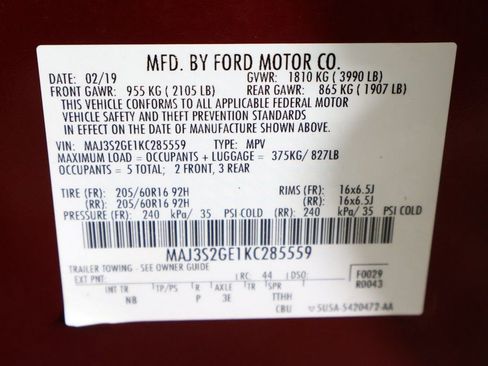 MFD. BY FORD MOTOR CO.
DATE: 02/19 GVWR: 1810 KG ( 3990 LB)
FRONT GAWR: 955 KG ( 2105 LB) REAR GAWR: 865 KG ( 1907 LB)
THIS VEHICLE CONFORMS TO ALL APPLICABLE FEDERAL MOTOR
VEHICLE SAFETY AND THEFT PREVENTION STANDARDS
IN EFFECT ON THE DATE OF MANUFACTURE SHOWN ABOVE.
VIN: MAJ3S2GE1KC285559 TYPE: MPV
MAXIMUM LOAD = OCCUPANTS + LUGGAGE = 375KG/ 827LB
OCCUPANTS = 5 TOTAL; 2 FRONT, 3 REAR
TIRE (FR): 205/60R16 92H RIMS (FR): 16x6.5J
(RR): 205/60R16 92H (RR): 16x6.5J
PRESSURE (FR): 240 kPa/ 35 PSI COLD (RR): 240 kPa/ 35 PSI COLD
MAJ3S2GE1KC285559
TRAILER TOWING - SEE OWNER GUIDE
EXT PNT: RC: 44 DSO: F0029
R0043
INT TR TP/PS R AXLE TR SPR
NB P 3E TTHH
CBU 5USA-5420472-AA